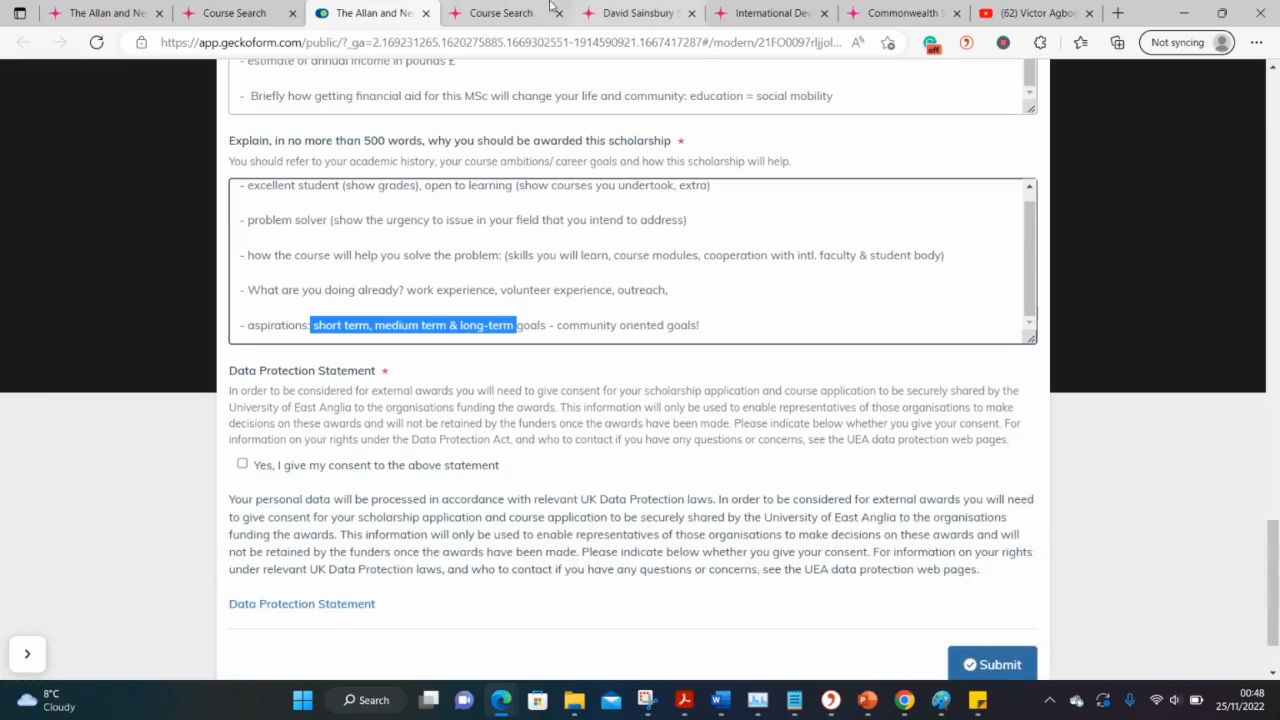 The Allan and Ne
Course Search
The Allan and Ne
Course Search
David Sainsbury S
International Dev
Commonwealth S
(62) Victor Agbog
https://app.geckoform.com/public/?_ga=2.169231265.1620275885.1669302551-1914590921.1667417287#/modern/21FO0097rljjol...
off
Not syncing
- estimate of annual income in pounds £
- Briefly how getting financial aid for this MSc will change your life and community: education = social mobility
Explain, in no more than 500 words, why you should be awarded this scholarship *
You should refer to your academic history, your course ambitions/ career goals and how this scholarship will help.
- excellent student (show grades), open to learning (show courses you undertook, extra)
- problem solver (show the urgency to issue in your field that you intend to address)
- how the course will help you solve the problem: (skills you will learn, course modules, cooperation with intl. faculty & student body)
- What are you doing already? work experience, volunteer experience, outreach,
- aspirations: short term, medium term & long-term goals - community oriented goals!
Data Protection Statement *
In order to be considered for external awards you will need to give consent for your scholarship application and course application to be securely shared by the
University of East Anglia to the organisations funding the awards. This information will only be used to enable representatives of those organisations to make
decisions on these awards and will not be retained by the funders once the awards have been made. Please indicate below whether you give your consent. For
information on your rights under the Data Protection Act, and who to contact if you have any questions or concerns, see the UEA data protection web pages.
Yes, I give my consent to the above statement
Your personal data will be processed in accordance with relevant UK Data Protection laws. In order to be considered for external awards you will need
to give consent for your scholarship application and course application to be securely shared by the University of East Anglia to the organisations
funding the awards. This information will only be used to enable representatives of those organisations to make decisions on these awards and will
not be retained by the funders once the awards have been made. Please indicate below whether you give your consent. For information on your rights
under relevant UK Data Protection laws, and who to contact if you have any questions or concerns, see the UEA data protection web pages.
Data Protection Statement
Submit
8°C
Cloudy
Search
00:48
25/11/2022